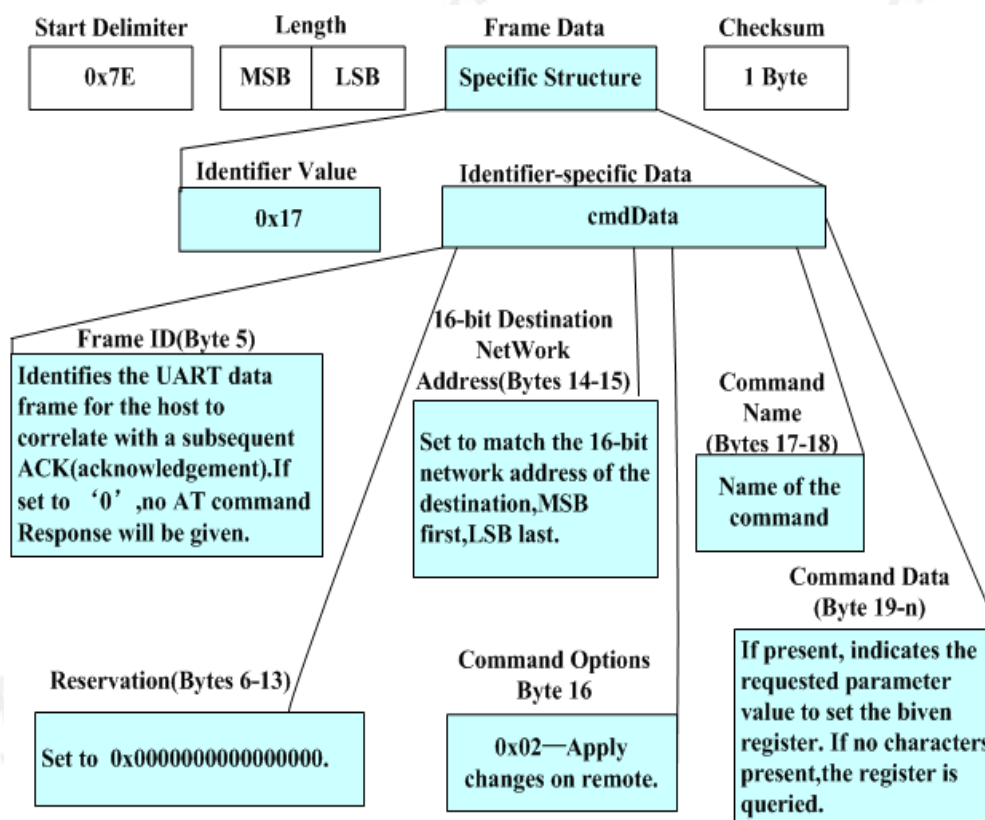 Start Delimiter
Length
Frame Data
Checksum
0x7E
MSB
LSB
Specific Structure
1 Byte
Identifier Value
0x17
Identifier-specific Data
cmdData
Frame ID(Byte 5)
Identifies the UART data
frame for the host to
correlate with a subsequent
ACK(acknowledgement).If
set to ‘0’ ,no AT command
Response will be given.
16-bit Destination
NetWork
Address(Bytes 14-15)
Set to match the 16-bit
network address of the
destination,MSB
first,LSB last.
Command
Name
(Bytes 17-18)
Name of the
command
Reservation(Bytes 6-13)
Set to 0x0000000000000000.
Command Options
Byte 16
0x02—Apply
changes on remote.
Command Data
(Byte 19-n)
If present, indicates the
requested parameter
value to set the biven
register. If no characters
present,the register is
queried.